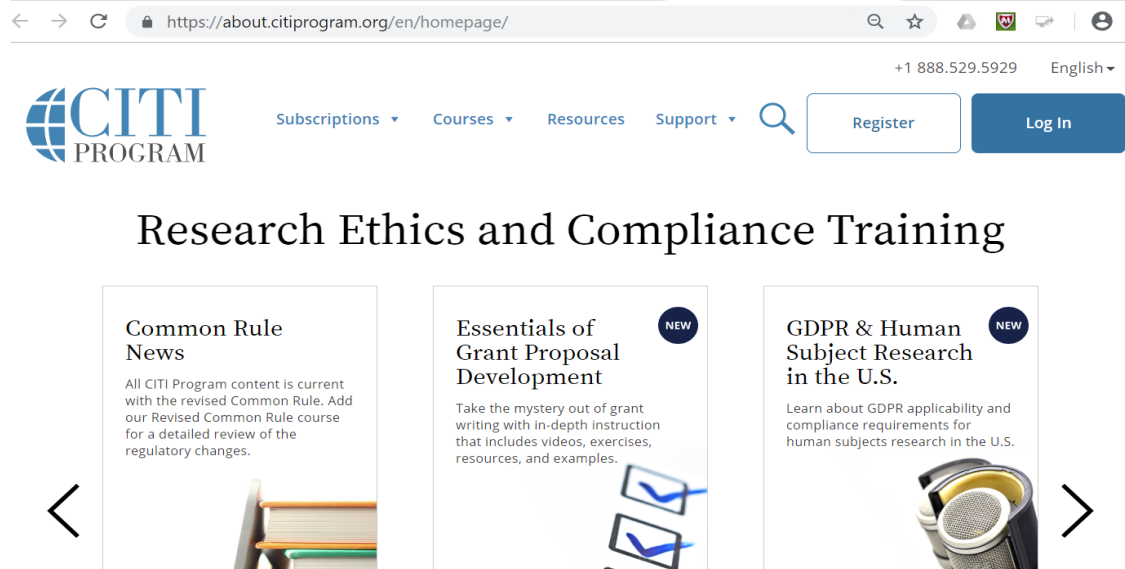 https://about.citiprogram.org/en/homepage/
+1 888.529.5929 English
CITI
PROGRAM
Subscriptions Courses Resources Support Register Log In
Research Ethics and Compliance Training
Common Rule
News
All CITI Program content is current
with the revised Common Rule. Add
our Revised Common Rule course
for a detailed review of the
regulatory changes.
Essentials of
Grant Proposal
Development
NEW
Take the mystery out of grant
writing with in-depth instruction
that includes videos, exercises,
resources, and examples.
GDPR & Human
Subject Research
in the U.S.
NEW
Learn about GDPR applicability and
compliance requirements for
human subjects research in the U.S.